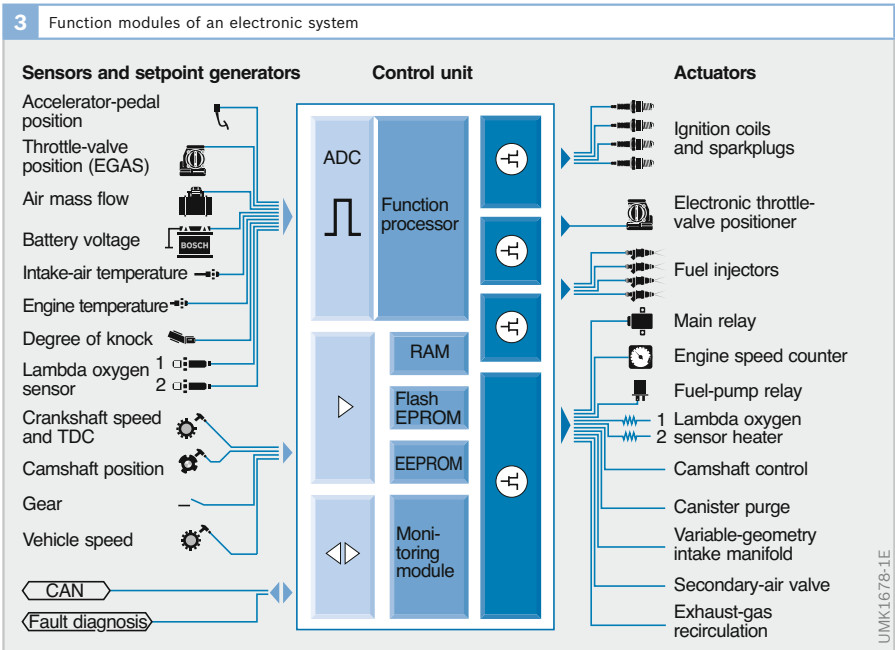 3 Function modules of an electronic system
Sensors and setpoint generators
Accelerator-pedal
position
Throttle-valve
position (EGAS)
Air mass flow
Battery voltage
BOSCH
Intake-air temperature
Engine temperature
Degree of knock
Lambda oxygen 1
sensor 2
Crankshaft speed
and TDC
Camshaft position
Gear
Vehicle speed
CAN
Fault diagnosis
Control unit
ADC
Function
processor
RAM
Flash
EPROM
EEPROM
Moni-
toring
module
Actuators
Ignition coils
and sparkplugs
Electronic throttle-
valve positioner
Fuel injectors
Main relay
Engine speed counter
Fuel-pump relay
1 Lambda oxygen
2 sensor heater
Camshaft control
Canister purge
Variable-geometry
intake manifold
Secondary-air valve
Exhaust-gas
recirculation
UMK1678-1E